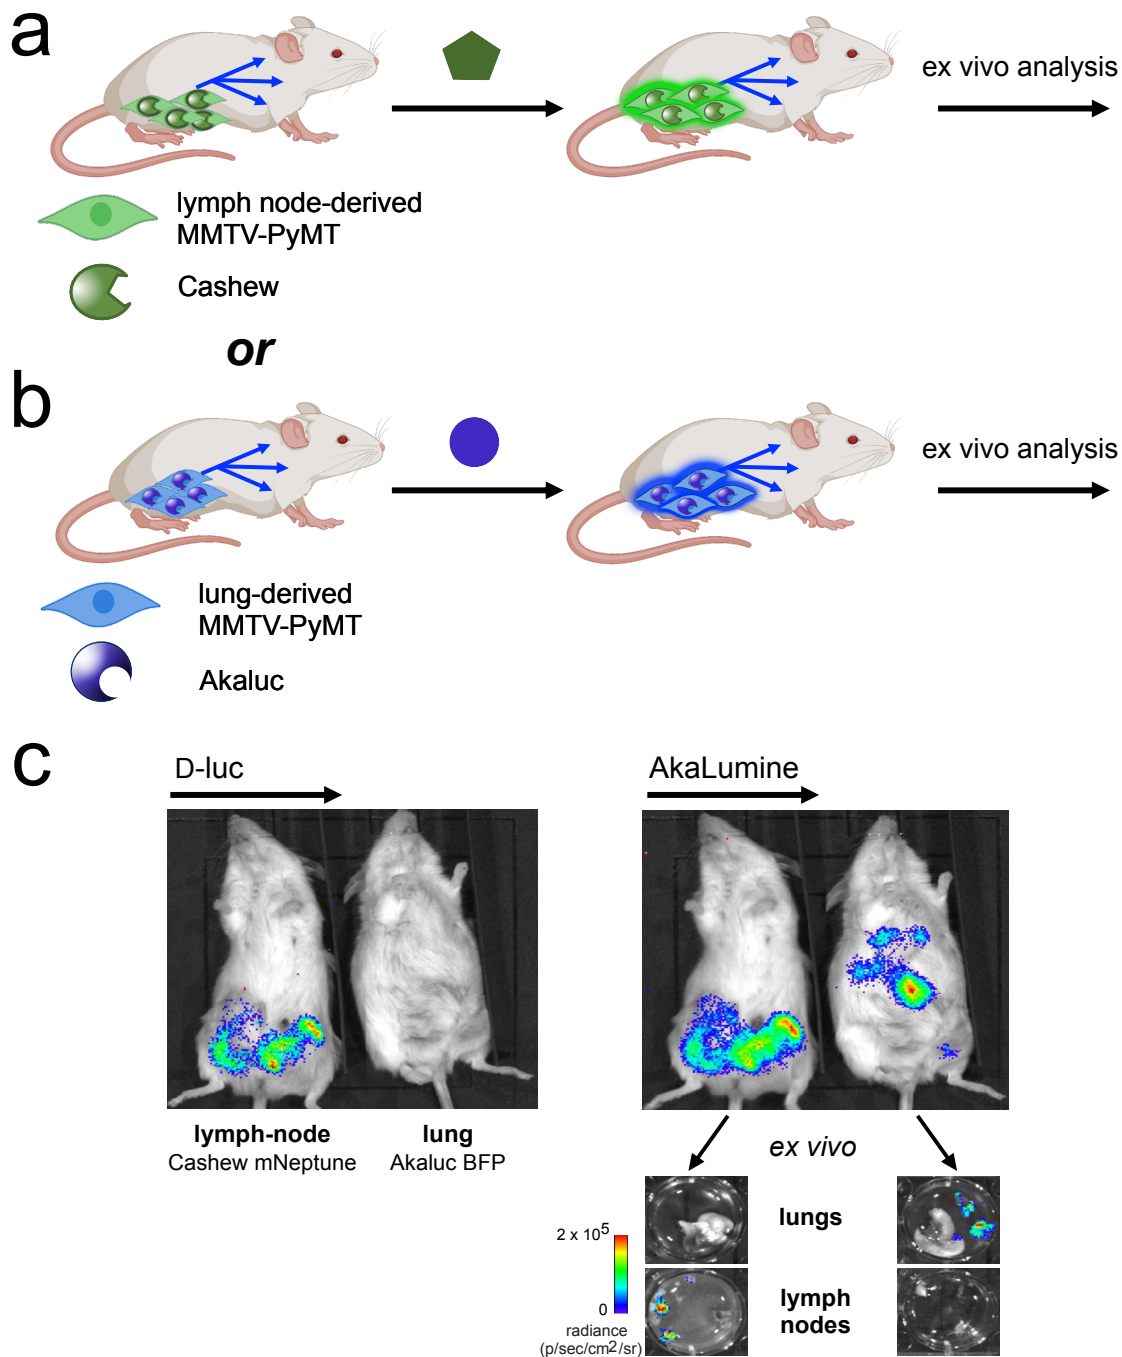 a
ex vivo analysis
lymph node-derived
MMTV-PyMT
Cashew
or
b
ex vivo analysis
lung-derived
MMTV-PyMT
Akaluc
c
D-luc
AkaLumine
lymph-node
Cashew mNeptune
lung
Akaluc BFP
ex vivo
lungs
2 x 10⁵
0
radiance
(p/sec/cm²/sr)
lymph
nodes